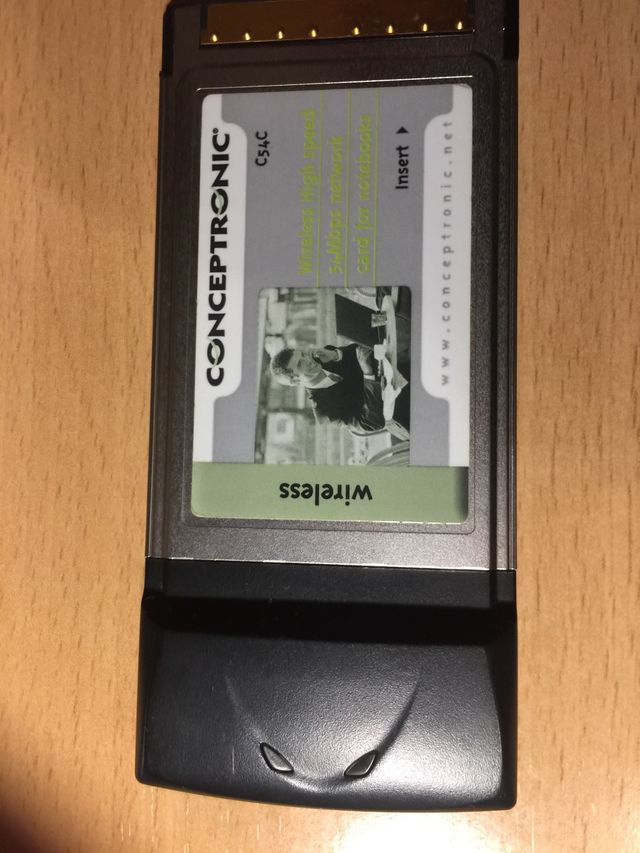 CONCEPTRONIC®
C54C
Wireless High speed
54Mbps network
card for notebooks
Insert ▶
www.conceptronic.net
wireless